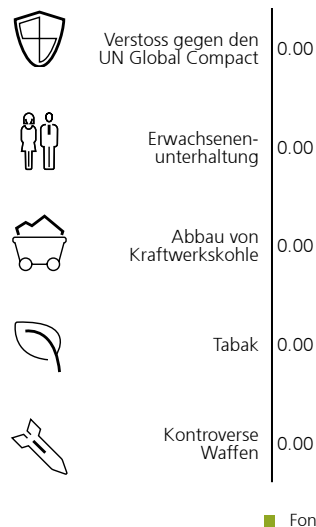 Verstoss gegen den
UN Global Compact
0.00
Erwachsenen-
unterhaltung
0.00
Abbau von
Kraftwerkskohle
0.00
Tabak
0.00
Kontroverse
Waffen
0.00
Fon